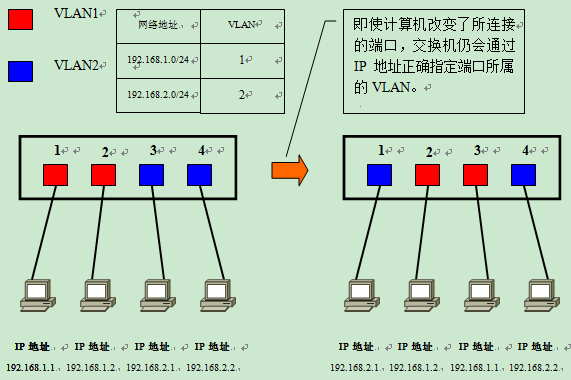 VLAN1
VLAN2
网络地址 VLAN
192.168.1.0/24 1
192.168.2.0/24 2
即使计算机改变了所连接
的端口，交换机仍会通过
IP 地址正确指定端口所属
的 VLAN。
1 2 3 4
1 2 3 4
IP 地址 IP 地址 IP 地址 IP 地址
192.168.1.1 192.168.1.2 192.168.2.1 192.168.2.2
IP 地址 IP 地址 IP 地址 IP 地址
192.168.2.1 192.168.1.2 192.168.1.1 192.168.2.2